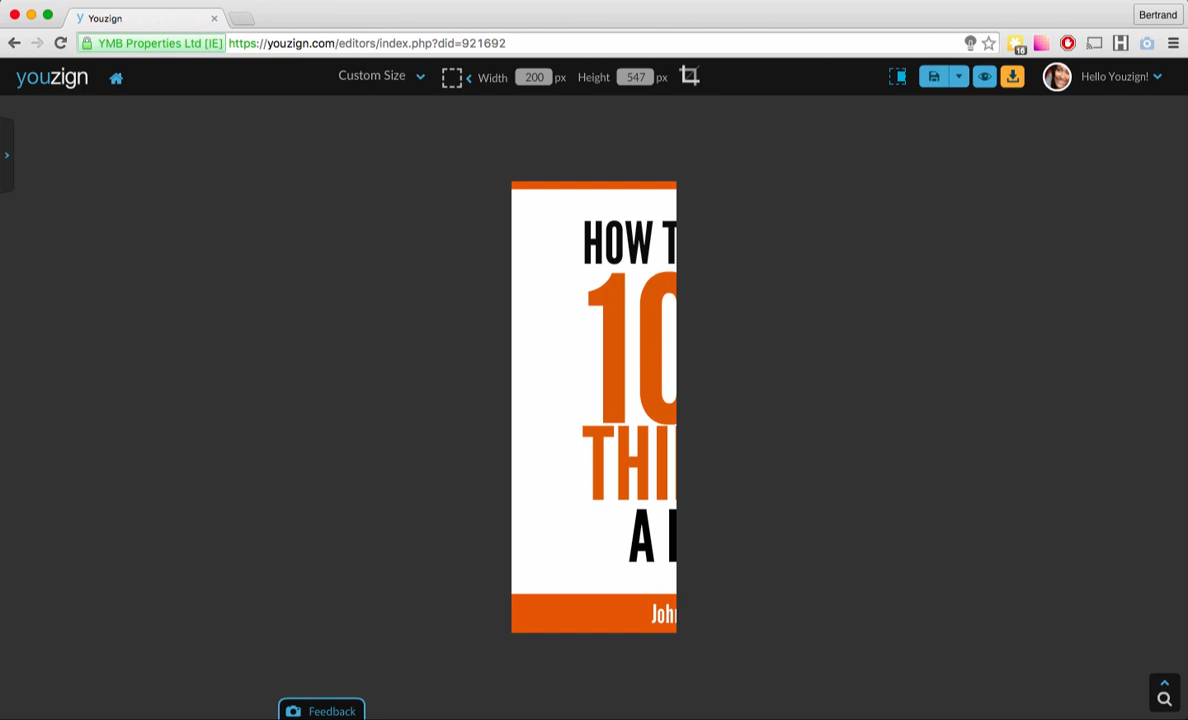 Youzign
Bertrand
YMB Properties Ltd [IE] https://youzign.com/editors/index.php?did=921692
16
youzign
Custom Size
Width 200 px Height 547 px
Hello Youzign!
HOW T
10
THI
A
John
Feedback